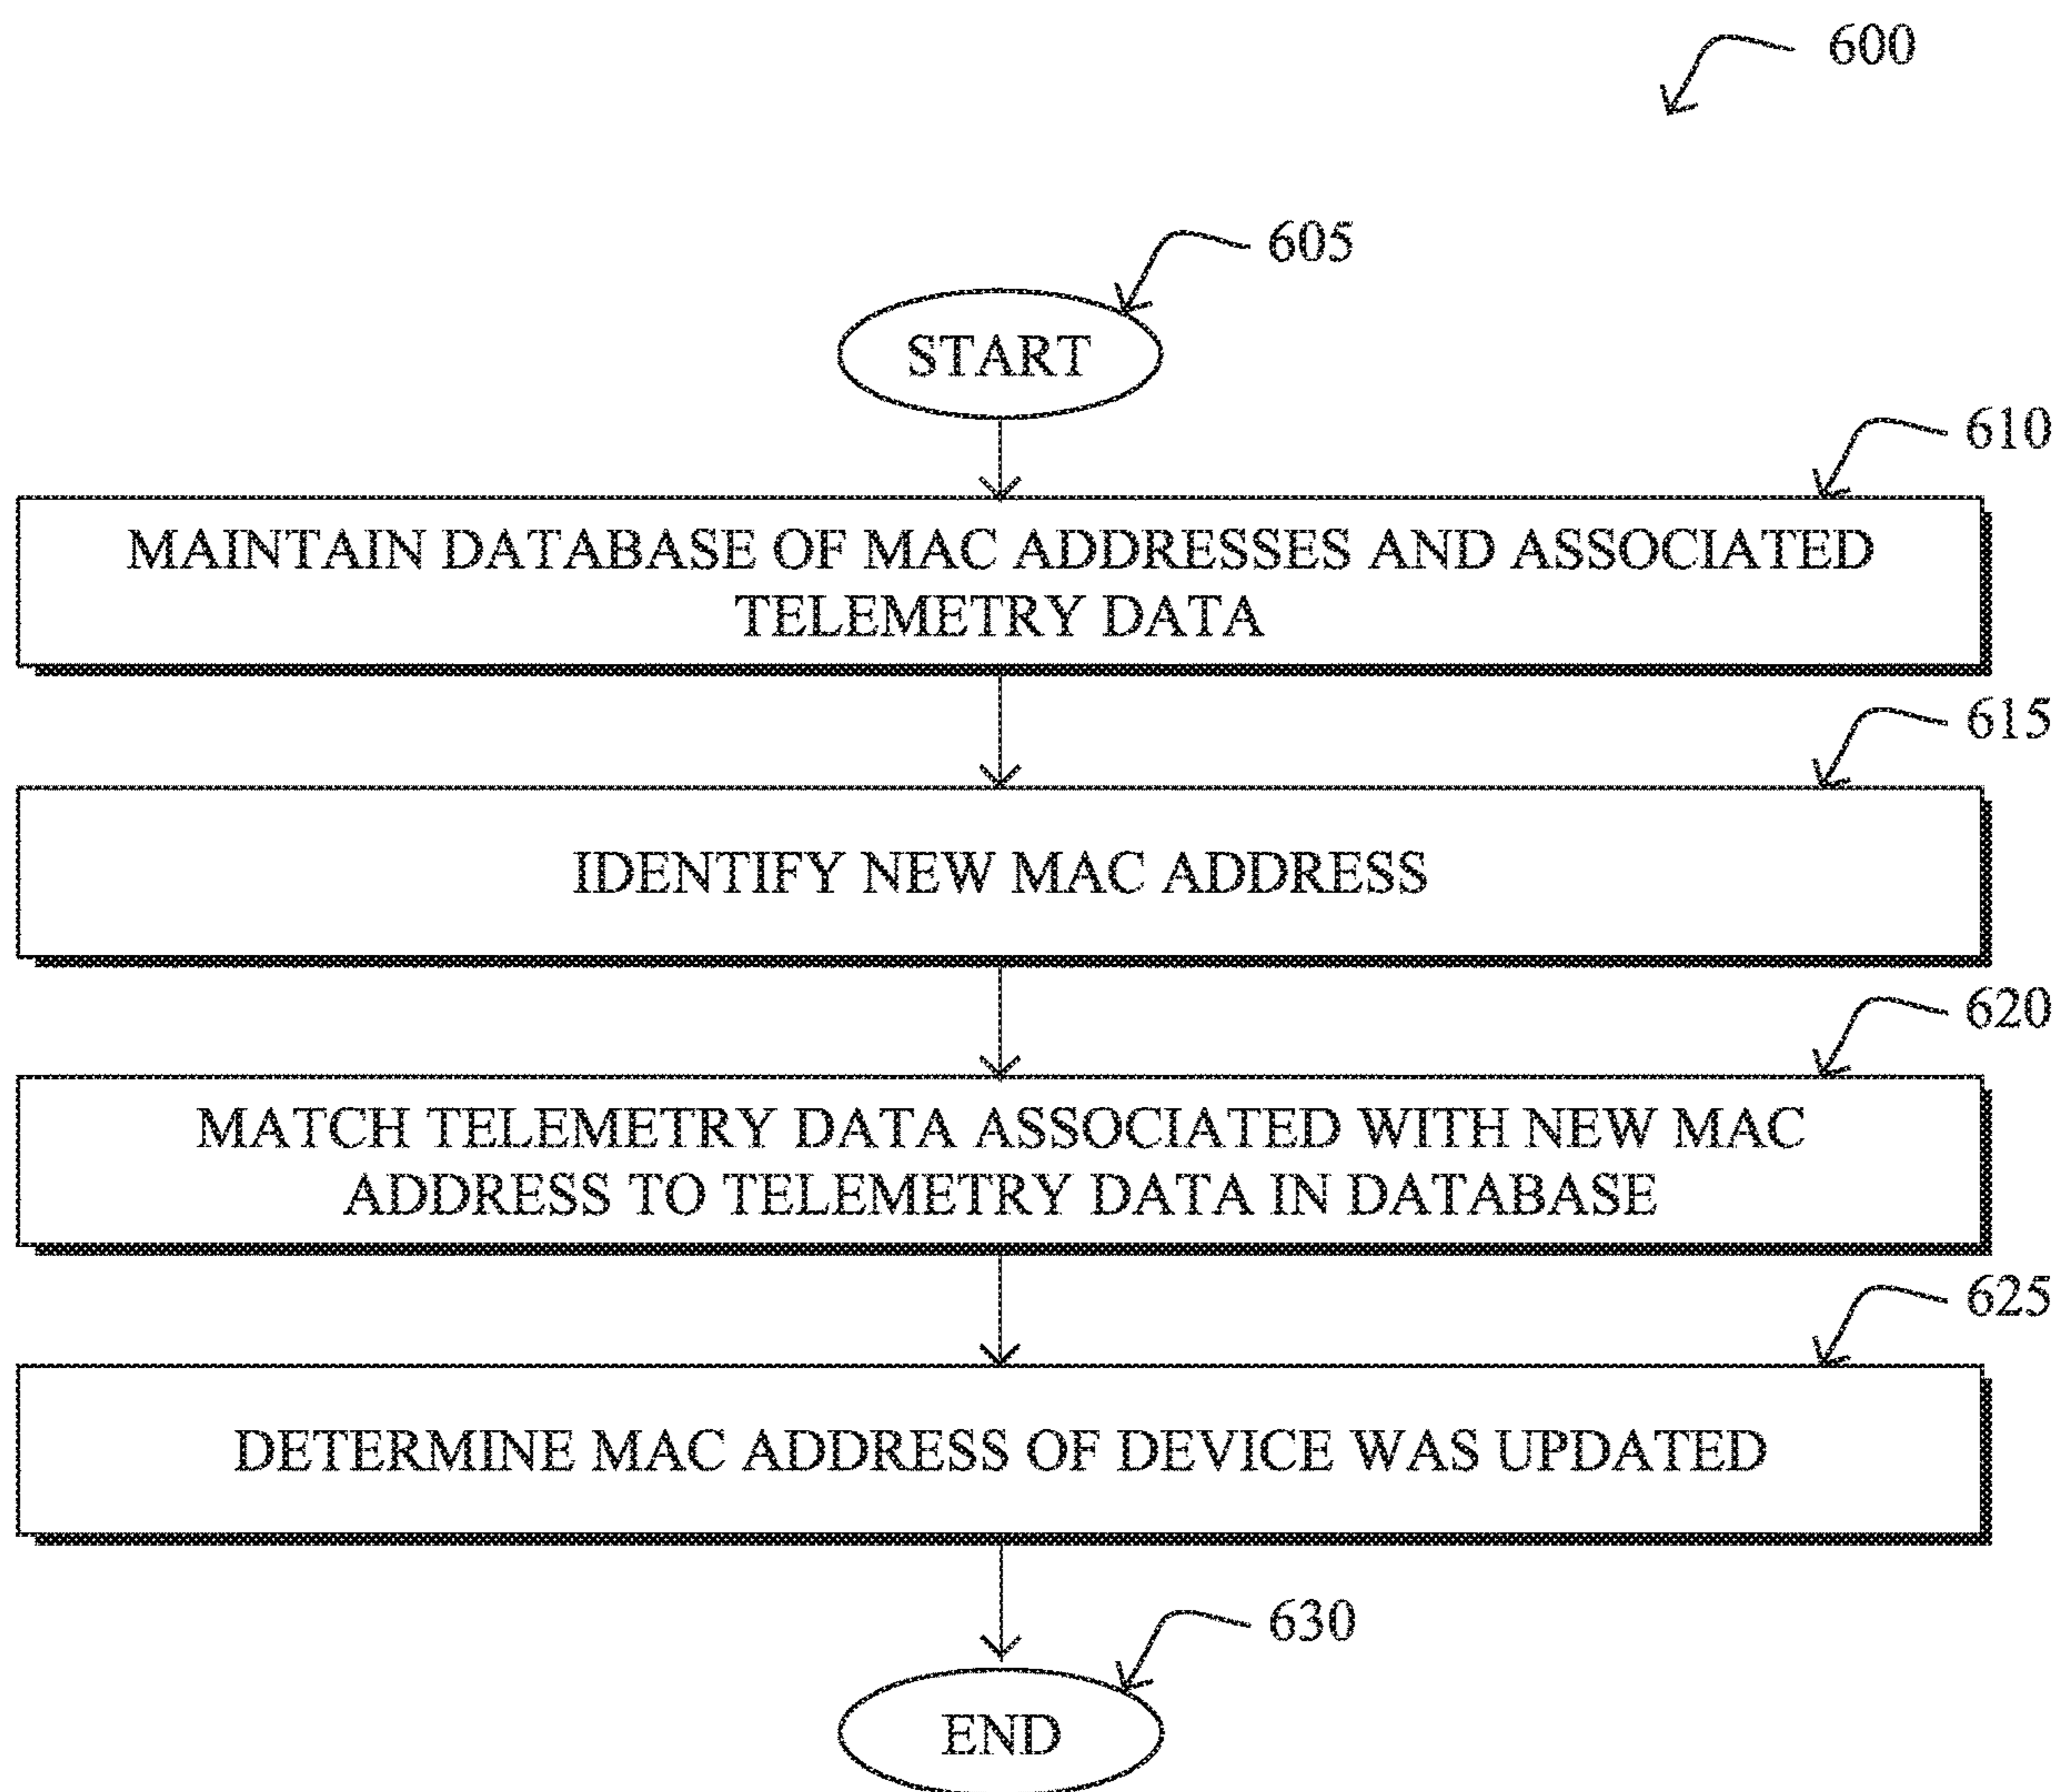 600
605
START
610
MAINTAIN DATABASE OF MAC ADDRESSES AND ASSOCIATED
TELEMETRY DATA
615
IDENTIFY NEW MAC ADDRESS
620
MATCH TELEMETRY DATA ASSOCIATED WITH NEW MAC
ADDRESS TO TELEMETRY DATA IN DATABASE
625
DETERMINE MAC ADDRESS OF DEVICE WAS UPDATED
630
END